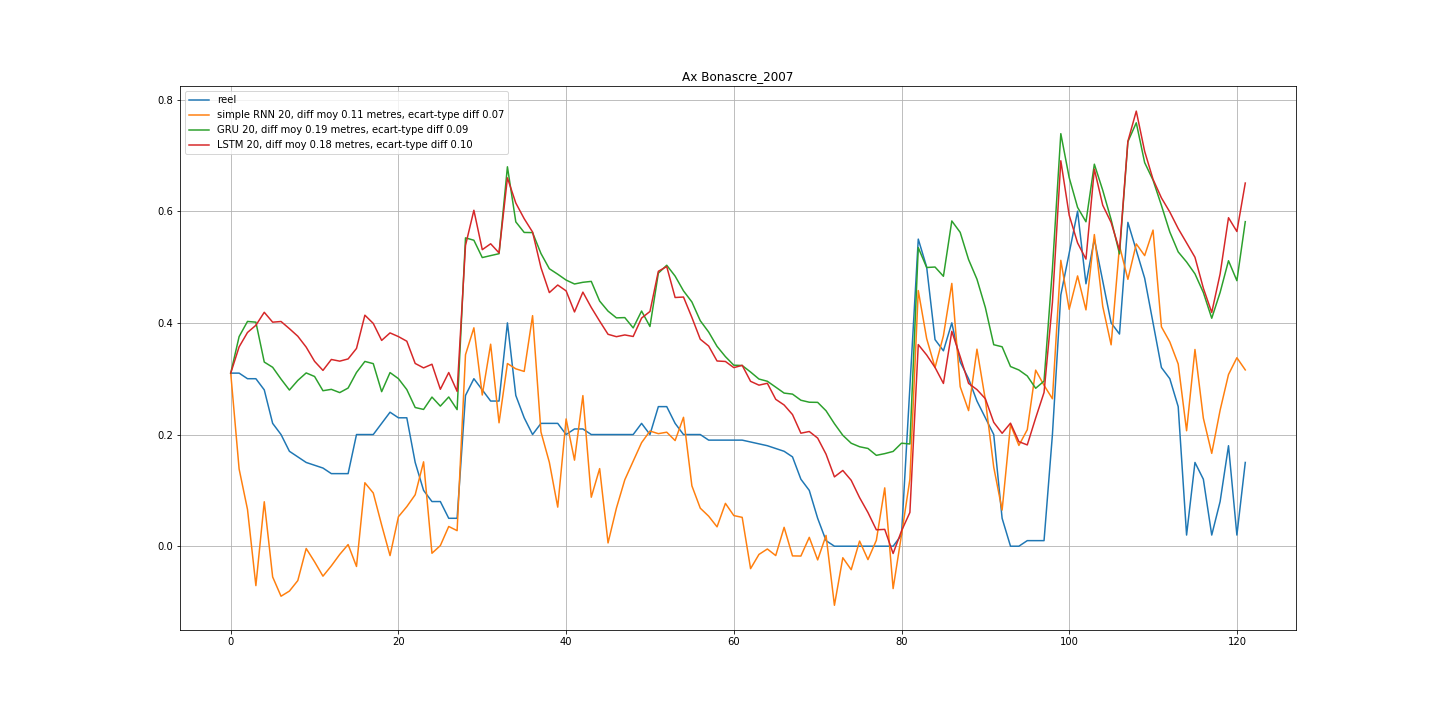 Ax Bonascre_2007
reel
simple RNN 20, diff moy 0.11 metres, ecart-type diff 0.07
GRU 20, diff moy 0.19 metres, ecart-type diff 0.09
LSTM 20, diff moy 0.18 metres, ecart-type diff 0.10
0.8
0.6
0.4
0.2
0.0
0 20 40 60 80 100 120